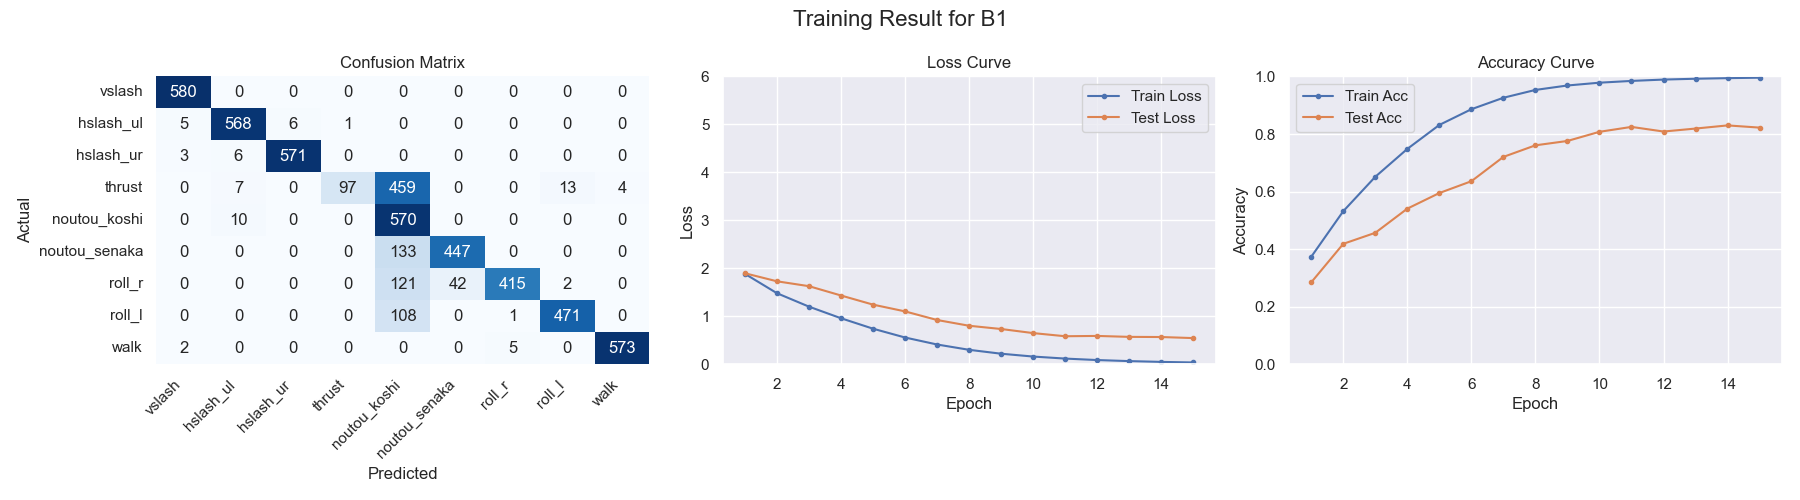 Training Result for B1
Confusion Matrix
Actual
vslash 580 0 0 0 0 0 0 0 0
hslash_ul 5 568 6 1 0 0 0 0 0
hslash_ur 3 6 571 0 0 0 0 0 0
thrust 0 7 0 97 459 0 0 13 4
noutou_koshi 0 10 0 0 570 0 0 0 0
noutou_senaka 0 0 0 0 133 447 0 0 0
roll_r 0 0 0 0 121 42 415 2 0
roll_l 0 0 0 0 108 0 1 471 0
walk 2 0 0 0 0 0 5 0 573
vslash hslash_ul hslash_ur thrust noutou_koshi noutou_senaka roll_r roll_l walk
Predicted
Loss Curve
Train Loss
Test Loss
Loss
6
5
4
3
2
1
0
2 4 6 8 10 12 14
Epoch
Accuracy Curve
Train Acc
Test Acc
Accuracy
1.0
0.8
0.6
0.4
0.2
0.0
2 4 6 8 10 12 14
Epoch